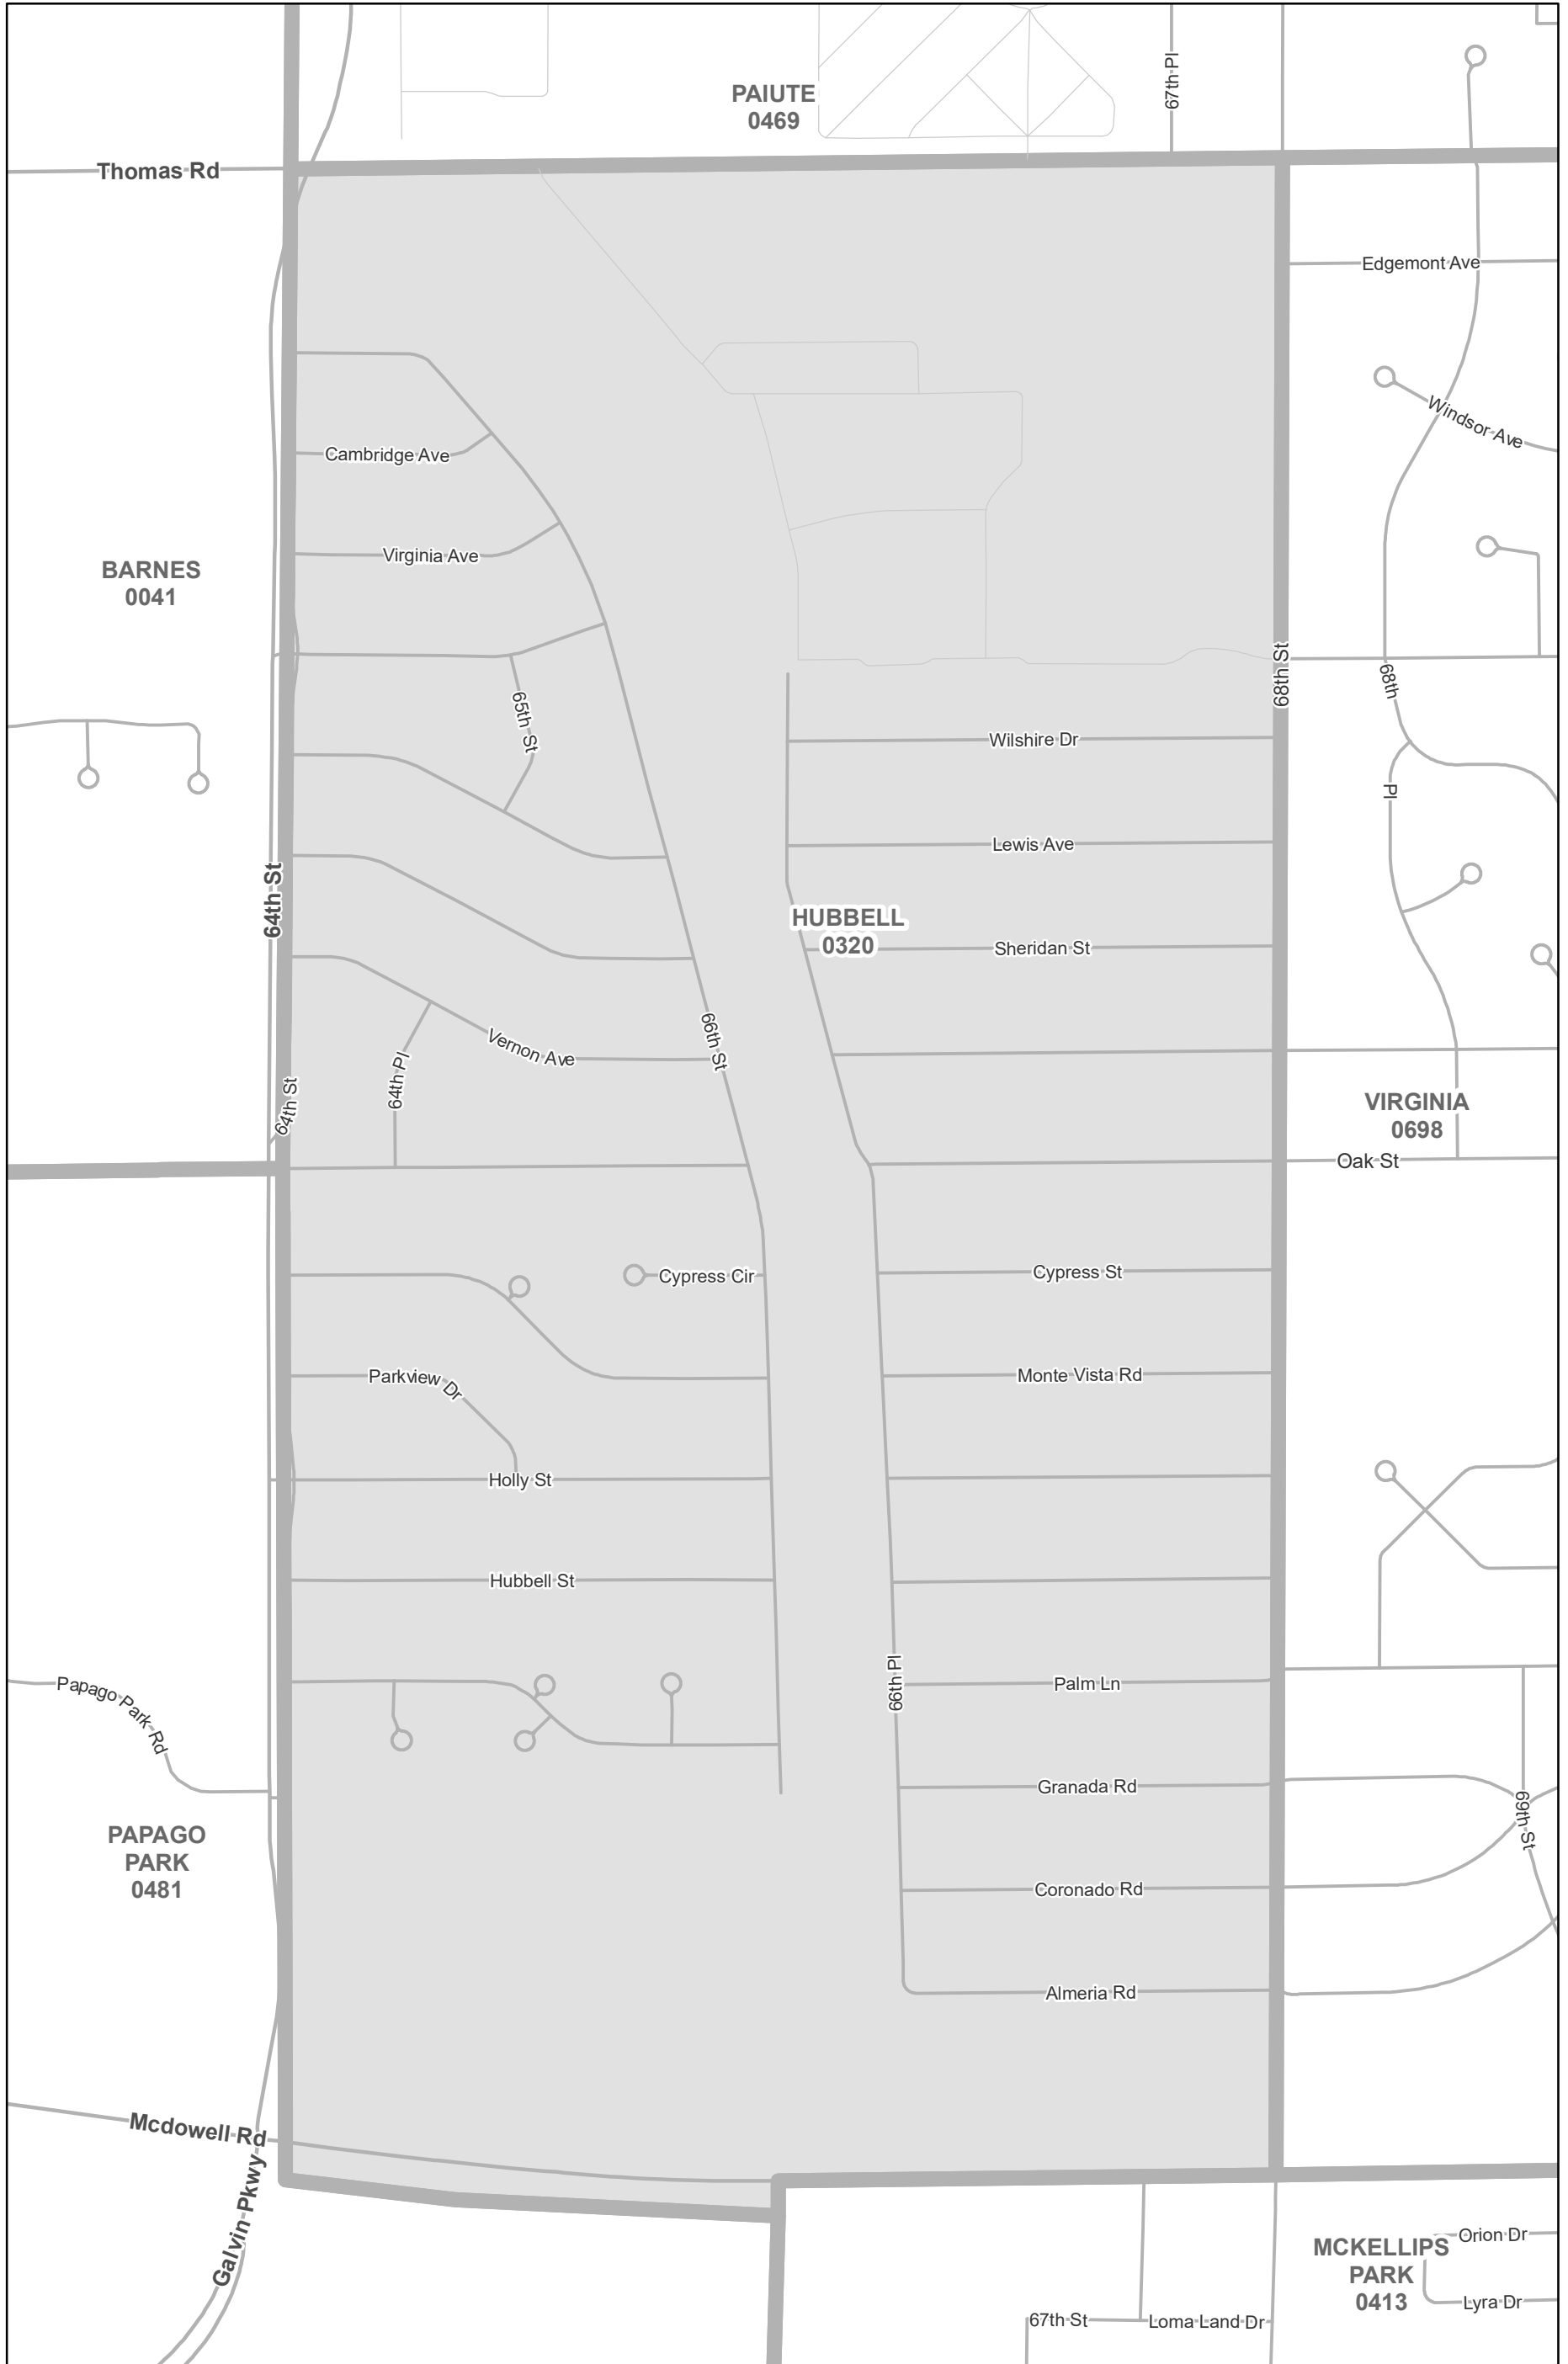 67th Pl
PAIUTE
0469
Thomas Rd
Edgemont Ave
Windsor Ave
Cambridge Ave
Virginia Ave
BARNES
0041
68th St
68th
65th St
Wilshire Dr
Pl
Lewis Ave
64th St
HUBBELL
0320
Sheridan St
66th St
Vernon Ave
64th Pl
64th St
VIRGINIA
0698
Oak St
Cypress Cir
Cypress St
Parkview Dr
Monte Vista Rd
Holly St
Hubbell St
66th Pl
Palm Ln
Papago Park Rd
Granada Rd
69th St
PAPAGO
PARK
0481
Coronado Rd
Almeria Rd
Mcdowell Rd
Galvin Pkwy
Orion Dr
MCKELLIPS
PARK
0413
Lyra Dr
67th St
Loma Land Dr